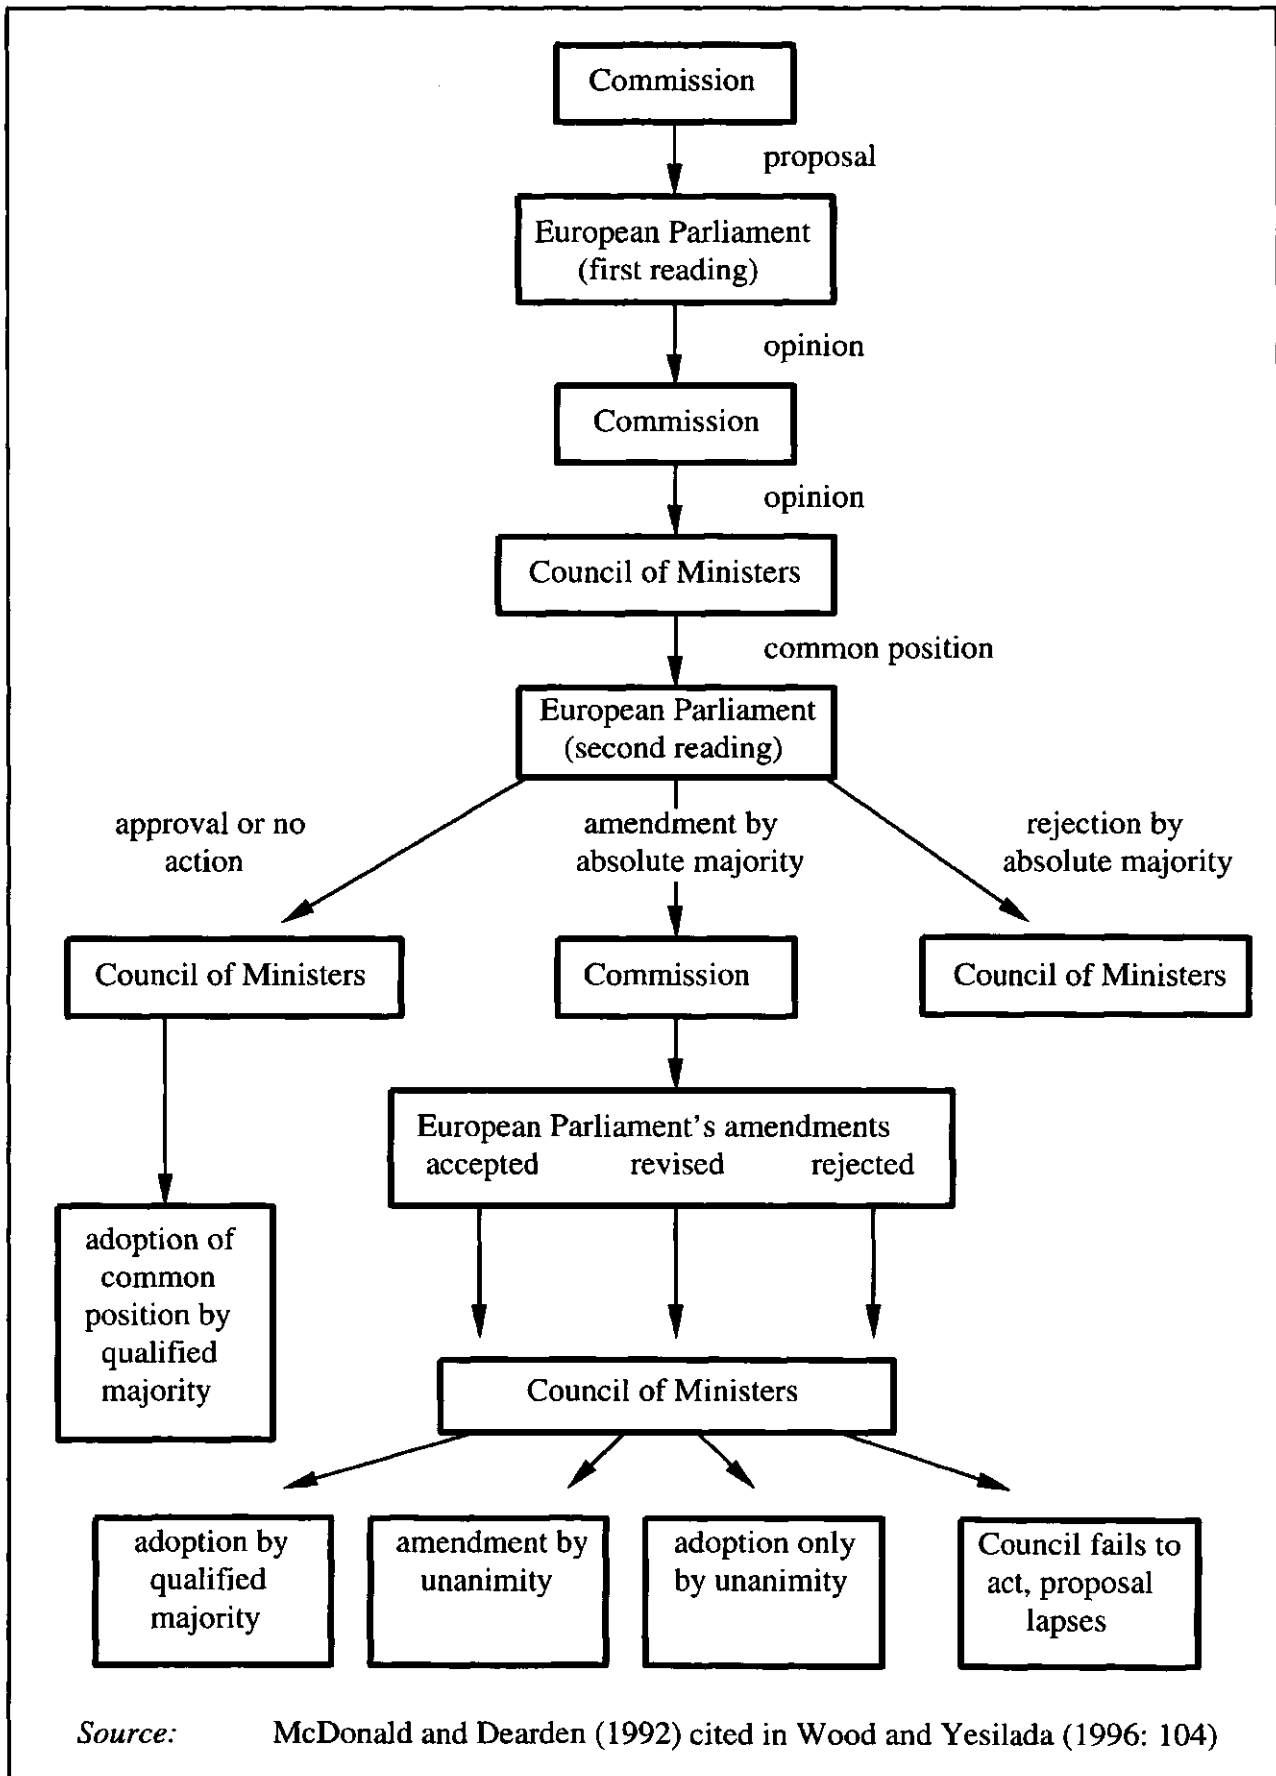 Commission
proposal
European Parliament
(first reading)
opinion
Commission
opinion
Council of Ministers
common position
European Parliament
(second reading)
approval or no
action
amendment by
absolute majority
rejection by
absolute majority
Council of Ministers
Commission
Council of Ministers
European Parliament's amendments
accepted revised rejected
adoption of
common
position by
qualified
majority
Council of Ministers
adoption by
qualified
majority
amendment by
unanimity
adoption only
by unanimity
Council fails to
act, proposal
lapses
Source: McDonald and Dearden (1992) cited in Wood and Yesilada (1996: 104)